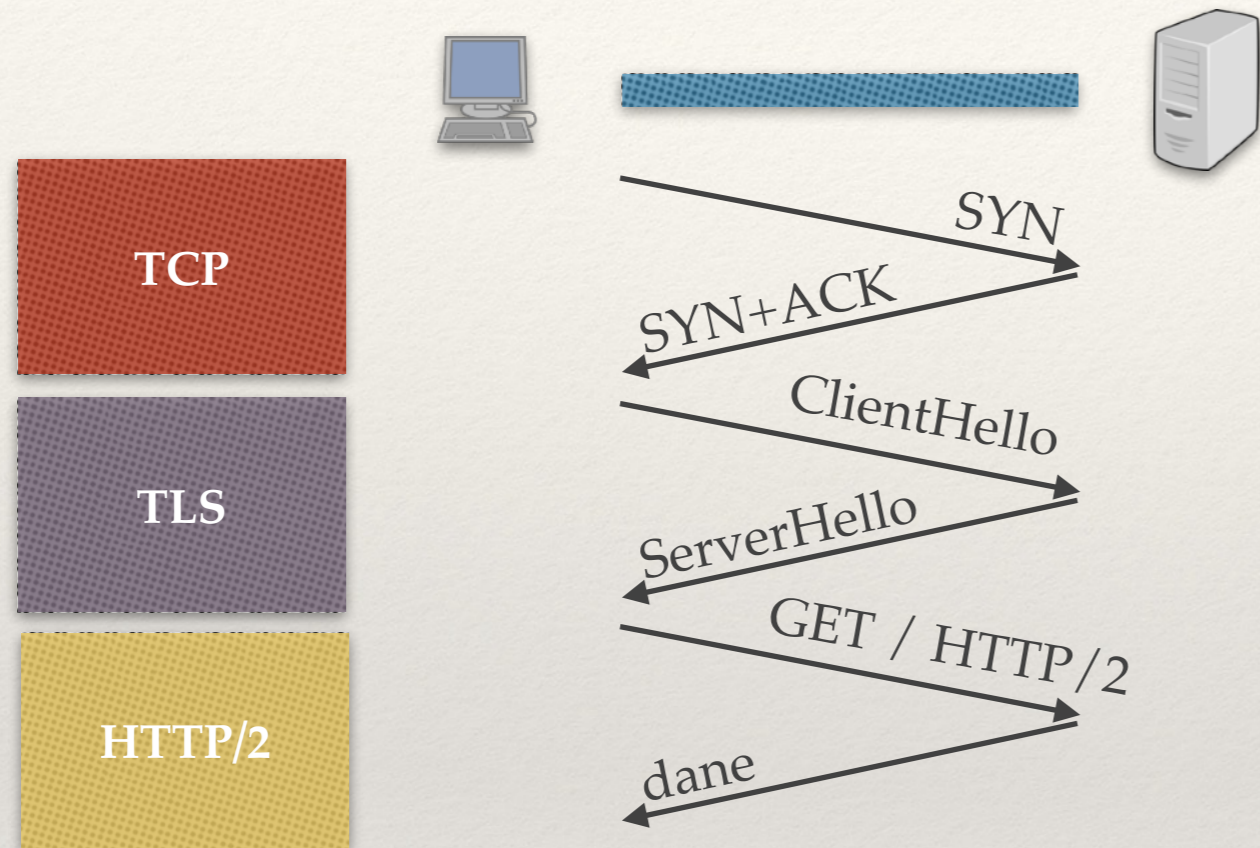 SYN
TCP
SYN+ACK
ClientHello
TLS
ServerHello
GET / HTTP/2
HTTP/2
dane